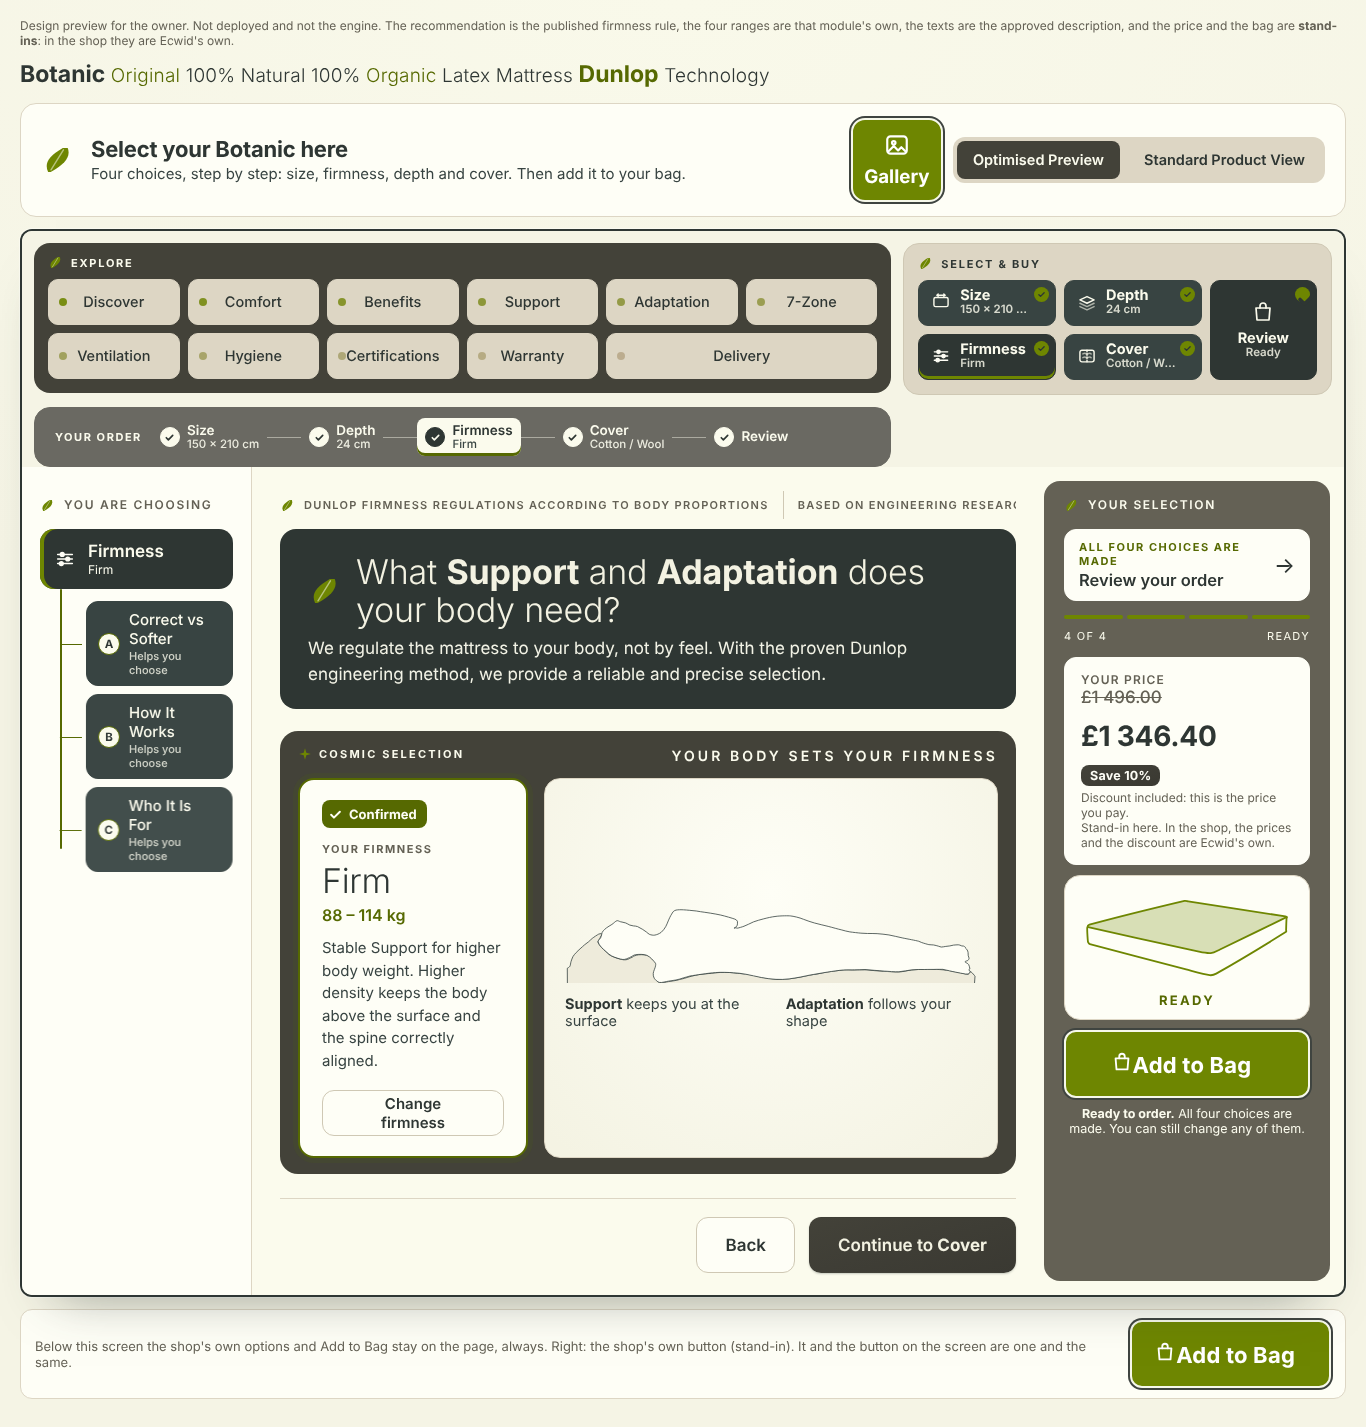 Design preview for the owner. Not deployed and not the engine. The recommendation is the published firmness rule, the four ranges are that module's own, the texts are the approved description, and the price and the bag are stand-
ins: in the shop they are Ecwid's own.
Botanic Original 100% Natural 100% Organic Latex Mattress Dunlop Technology
Select your Botanic here
Four choices, step by step: size, firmness, depth and cover. Then add it to your bag.
Gallery
Optimised Preview
Standard Product View
EXPLORE
Discover
Comfort
Benefits
Support
Adaptation
7-Zone
Ventilation
Hygiene
Certifications
Warranty
Delivery
SELECT & BUY
Size
150 × 210 ...
Depth
24 cm
Firmness
Firm
Cover
Cotton / W...
Review
Ready
YOUR ORDER
Size
150 × 210 cm
Depth
24 cm
Firmness
Firm
Cover
Cotton / Wool
Review
YOU ARE CHOOSING
Firmness
Firm
A
Correct vs
Softer
Helps you
choose
B
How It
Works
Helps you
choose
C
Who It Is
For
Helps you
choose
DUNLOP FIRMNESS REGULATIONS ACCORDING TO BODY PROPORTIONS
BASED ON ENGINEERING RESEARC
What Support and Adaptation does
your body need?
We regulate the mattress to your body, not by feel. With the proven Dunlop
engineering method, we provide a reliable and precise selection.
COSMIC SELECTION
YOUR BODY SETS YOUR FIRMNESS
Confirmed
YOUR FIRMNESS
Firm
88 – 114 kg
Stable Support for higher
body weight. Higher
density keeps the body
above the surface and
the spine correctly
aligned.
Change
firmness
Support keeps you at the
surface
Adaptation follows your
shape
Back
Continue to Cover
YOUR SELECTION
ALL FOUR CHOICES ARE
MADE
Review your order
4 OF 4
READY
YOUR PRICE
£1 496.00
£1 346.40
Save 10%
Discount included: this is the price
you pay.
Stand-in here. In the shop, the prices
and the discount are Ecwid's own.
READY
Add to Bag
Ready to order. All four choices are
made. You can still change any of them.
Below this screen the shop's own options and Add to Bag stay on the page, always. Right: the shop's own button (stand-in). It and the button on the screen are one and the
same.
Add to Bag